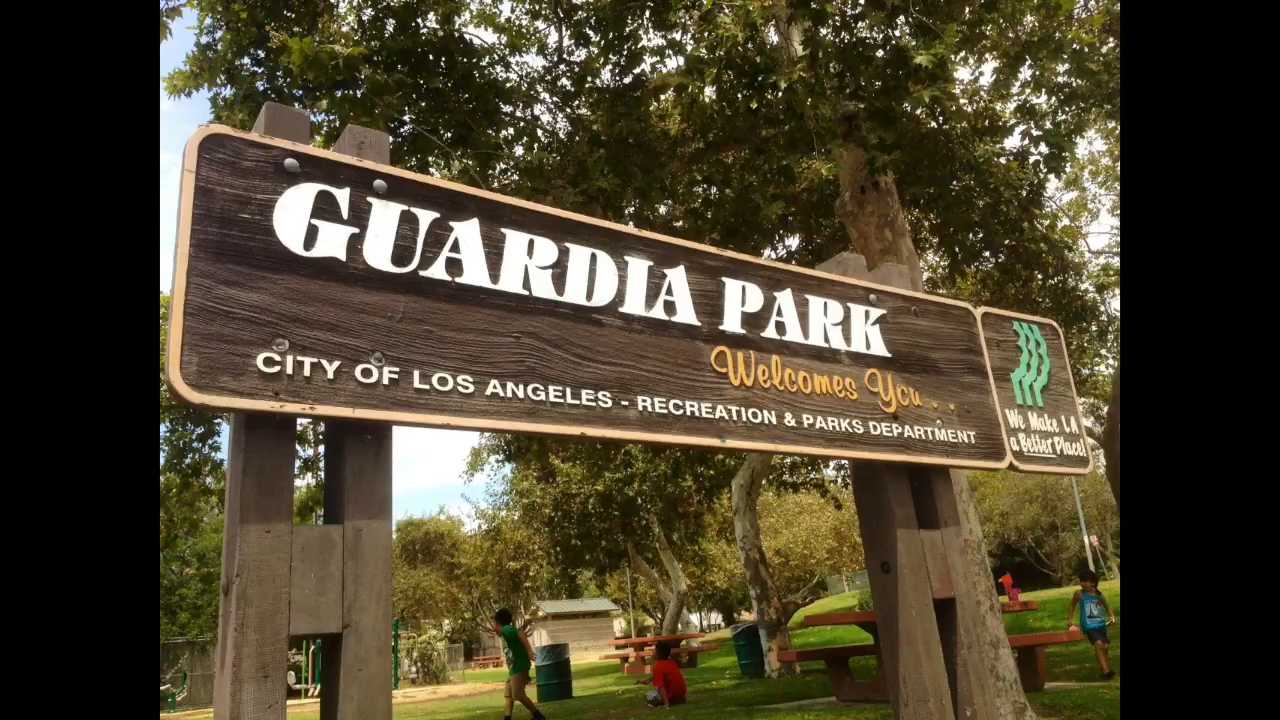 GUARDIA PARK
Welcomes You . .
CITY OF LOS ANGELES - RECREATION & PARKS DEPARTMENT
We Make LA
a Better Place!